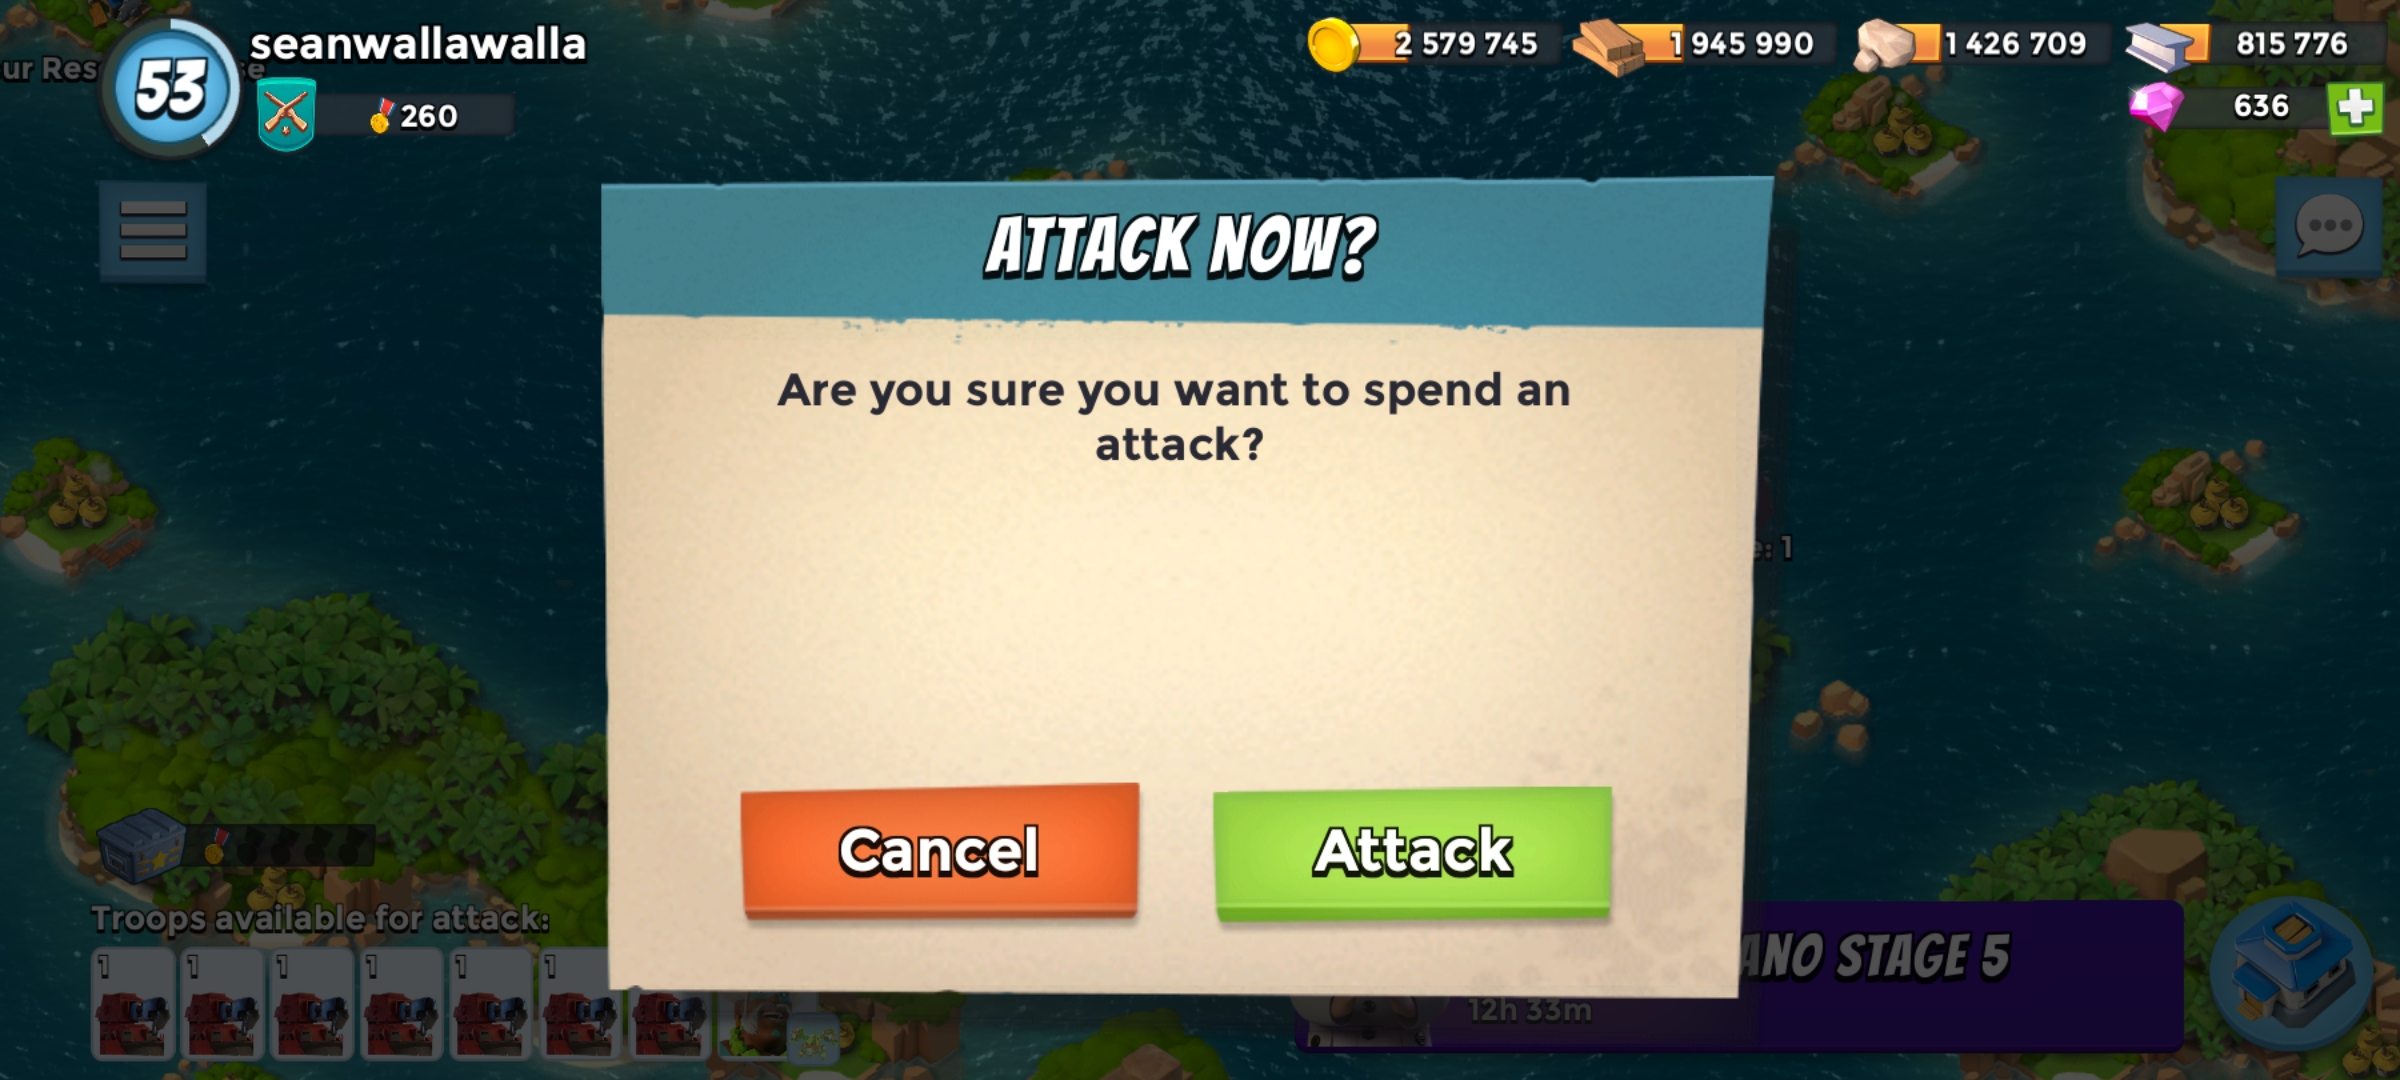 seanwallawalla
53
260
2 579 745
1 945 990
1 426 709
815 776
636
ur Res
ATTACK NOW?
Are you sure you want to spend an
attack?
: 1
Cancel
Attack
Troops available for attack:
1
1
1
1
1
1
ANO STAGE 5
12h 33m